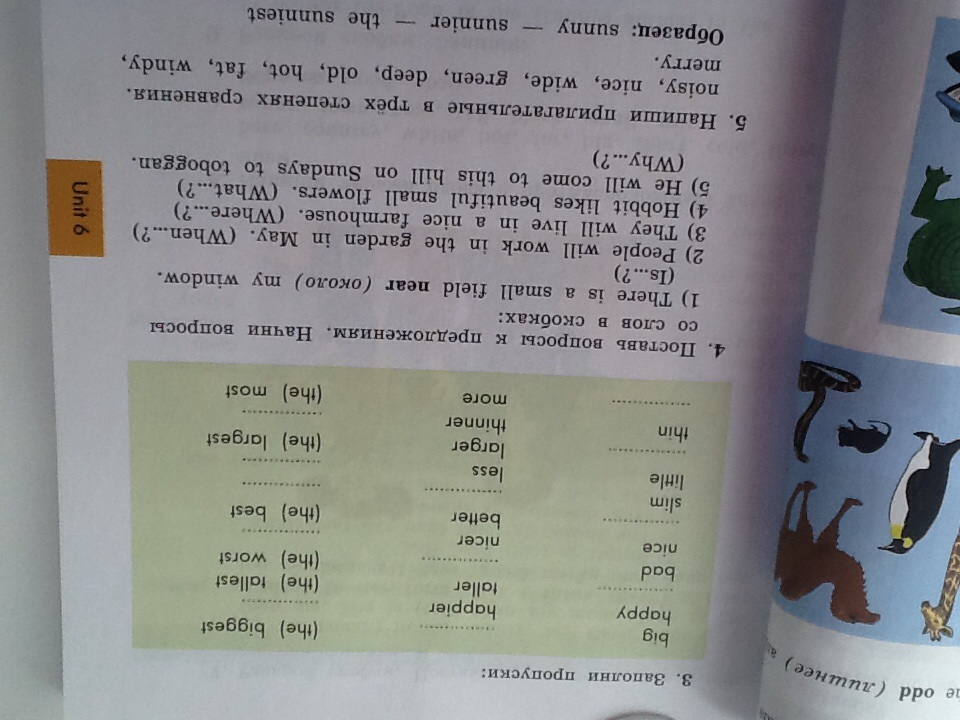 odd (лишнее)
3. Заполни пропуски:
big .......... (the) biggest
happy happier ..........
.......... taller (the) tallest
bad .......... (the) worst
nice nicer ..........
.......... better (the) best
slim .......... ..........
little less ..........
.......... larger (the) largest
thin thinner ..........
.......... more (the) most
4. Поставь вопросы к предложениям. Начни вопросы
со слов в скобках:
1) There is a small field near (около) my window.
(Is...?)
2) People will work in the garden in May. (When...?)
3) They will live in a nice farmhouse. (Where...?)
4) Hobbit likes beautiful small flowers. (What...?)
5) He will come to this hill on Sundays to toboggan.
(Why...?)
5. Напиши прилагательные в трёх степенях сравнения.
noisy, nice, wide, green, deep, old, hot, fat, windy,
merry.
Образец: sunny — sunnier — the sunniest
Unit 6